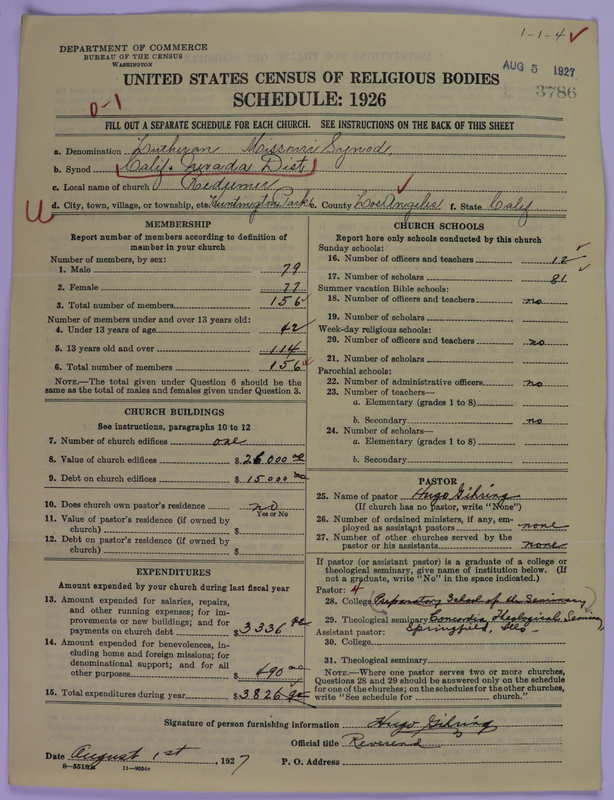 1-1-4 ✓
DEPARTMENT OF COMMERCE
BUREAU OF THE CENSUS
WASHINGTON
AUG 5 1927
UNITED STATES CENSUS OF RELIGIOUS BODIES
3786
SCHEDULE: 1926
0-1
FILL OUT A SEPARATE SCHEDULE FOR EACH CHURCH. SEE INSTRUCTIONS ON THE BACK OF THIS SHEET
a. Denomination Lutheran Missouri Synod,
b. Synod Calif. Nevada Dist
c. Local name of church Redeemer
d. City, town, village, or township, etc. Huntington Park e. County Los Angeles f. State Calif
MEMBERSHIP
Report number of members according to definition of
member in your church
Number of members, by sex:
1. Male 79
2. Female 77
3. Total number of members 156
Number of members under and over 13 years old:
4. Under 13 years of age 42
5. 13 years old and over 114
6. Total number of members 156
NOTE.—The total given under Question 6 should be the
same as the total of males and females given under Question 3.
CHURCH BUILDINGS
See instructions, paragraphs 10 to 12
7. Number of church edifices one
8. Value of church edifices $ 26000 00
9. Debt on church edifices $ 15000 00
10. Does church own pastor's residence no
Yes or No
11. Value of pastor's residence (if owned by
church) $
12. Debt on pastor's residence (if owned by
church) $
EXPENDITURES
Amount expended by your church during last fiscal year
13. Amount expended for salaries, repairs,
and other running expenses; for im-
provements or new buildings; and for
payments on church debt $ 3336
14. Amount expended for benevolences, in-
cluding home and foreign missions; for
denominational support; and for all
other purposes $ 490
15. Total expenditures during year $ 3826
CHURCH SCHOOLS
Report here only schools conducted by this church
Sunday schools:
16. Number of officers and teachers 12
17. Number of scholars 81
Summer vacation Bible schools:
18. Number of officers and teachers no
19. Number of scholars
Week-day religious schools:
20. Number of officers and teachers no
21. Number of scholars
Parochial schools:
22. Number of administrative officers no
23. Number of teachers—
a. Elementary (grades 1 to 8)
b. Secondary no
24. Number of scholars—
a. Elementary (grades 1 to 8)
b. Secondary
PASTOR
25. Name of pastor Hugo Gihring
(If church has no pastor, write "None")
26. Number of ordained ministers, if any, em-
ployed as assistant pastors none
27. Number of other churches served by the
pastor or his assistants none
If pastor (or assistant pastor) is a graduate of a college or
theological seminary, give name of institution below. (If
not a graduate, write "No" in the space indicated.)
Pastor: 4
28. College Preparatory School of the Seminary
29. Theological seminary Concordia Theological Seminary,
Assistant pastor: Springfield, Ills.
30. College
31. Theological seminary
NOTE.—Where one pastor serves two or more churches,
Questions 28 and 29 should be answered only on the schedule
for one of the churches; on the schedules for the other churches,
write "See schedule for church."
Signature of person furnishing information Hugo Gihring
Official title Reverend
Date August 1st, 1927 P. O. Address
8—5518a 11—9034a